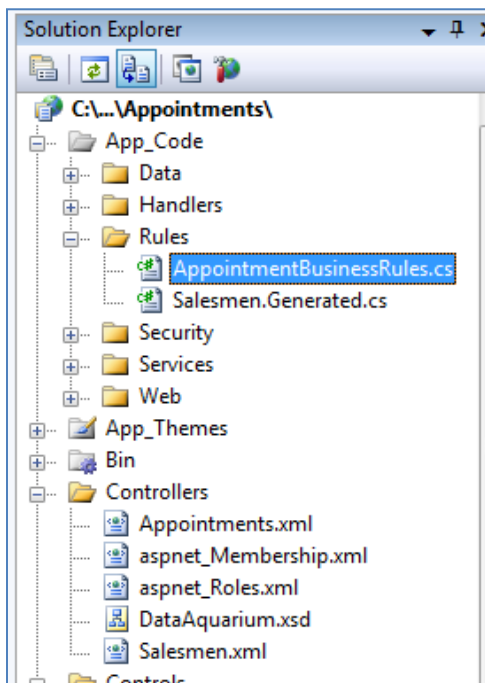 Solution Explorer
C:\...\Appointments\
App_Code
Data
Handlers
Rules
AppointmentBusinessRules.cs
Salesmen.Generated.cs
Security
Services
Web
App_Themes
Bin
Controllers
Appointments.xml
aspnet_Membership.xml
aspnet_Roles.xml
DataAquarium.xsd
Salesmen.xml
Controls